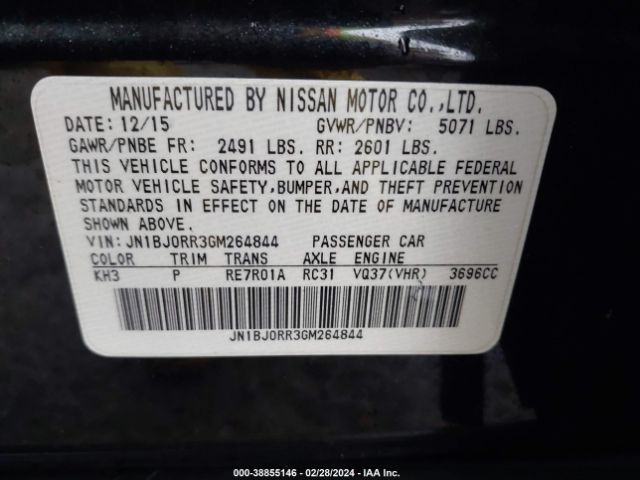 MANUFACTURED BY NISSAN MOTOR CO.,LTD.
DATE: 12/15 GVWR/PNBV: 5071 LBS.
GAWR/PNBE FR: 2491 LBS. RR: 2601 LBS.
THIS VEHICLE CONFORMS TO ALL APPLICABLE FEDERAL
MOTOR VEHICLE SAFETY,BUMPER,AND THEFT PREVENTION
STANDARDS IN EFFECT ON THE DATE OF MANUFACTURE
SHOWN ABOVE.
VIN: JN1BJ0RR3GM264844 PASSENGER CAR
COLOR TRIM TRANS AXLE ENGINE
KH3 P RE7R01A RC31 VQ37(VHR) 3696CC
JN1BJ0RR3GM264844
000-38855146 - 02/28/2024 - IAA Inc.